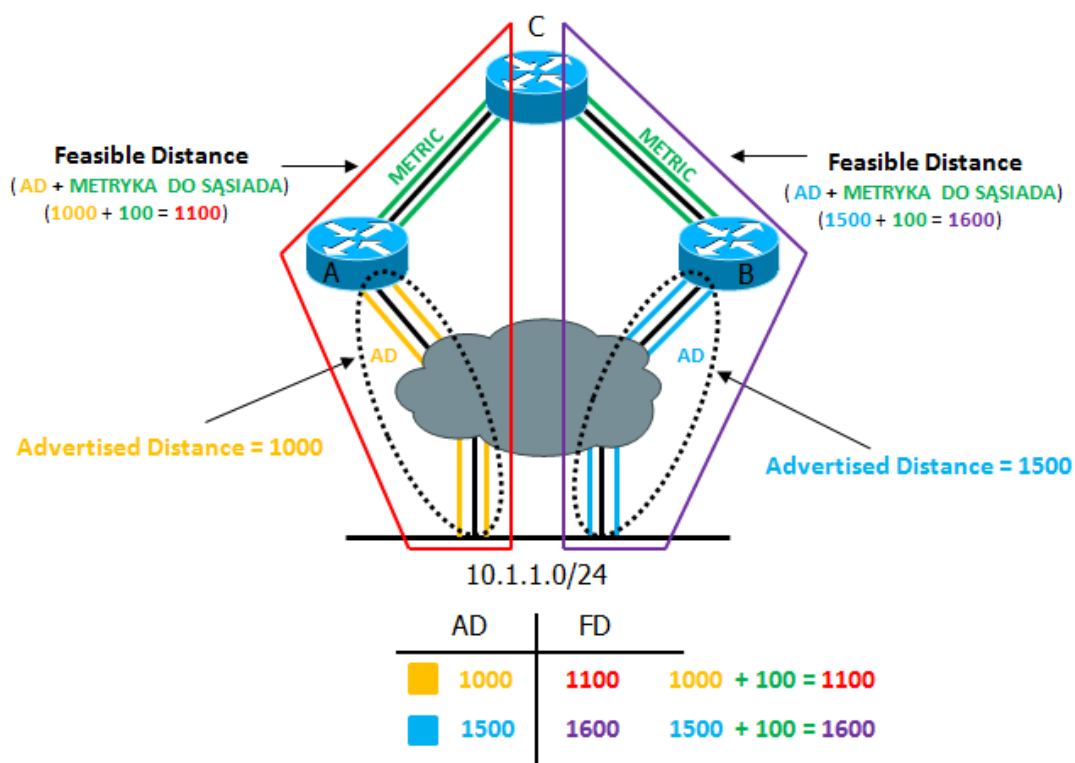 C
METRIC
METRIC
Feasible Distance
( AD + METRYKA DO SĄSIADA)
(1000 + 100 = 1100)
Feasible Distance
( AD + METRYKA DO SĄSIADA)
(1500 + 100 = 1600)
A
B
AD
AD
Advertised Distance = 1000
Advertised Distance = 1500
10.1.1.0/24
AD FD
1000 1100 1000 + 100 = 1100
1500 1600 1500 + 100 = 1600